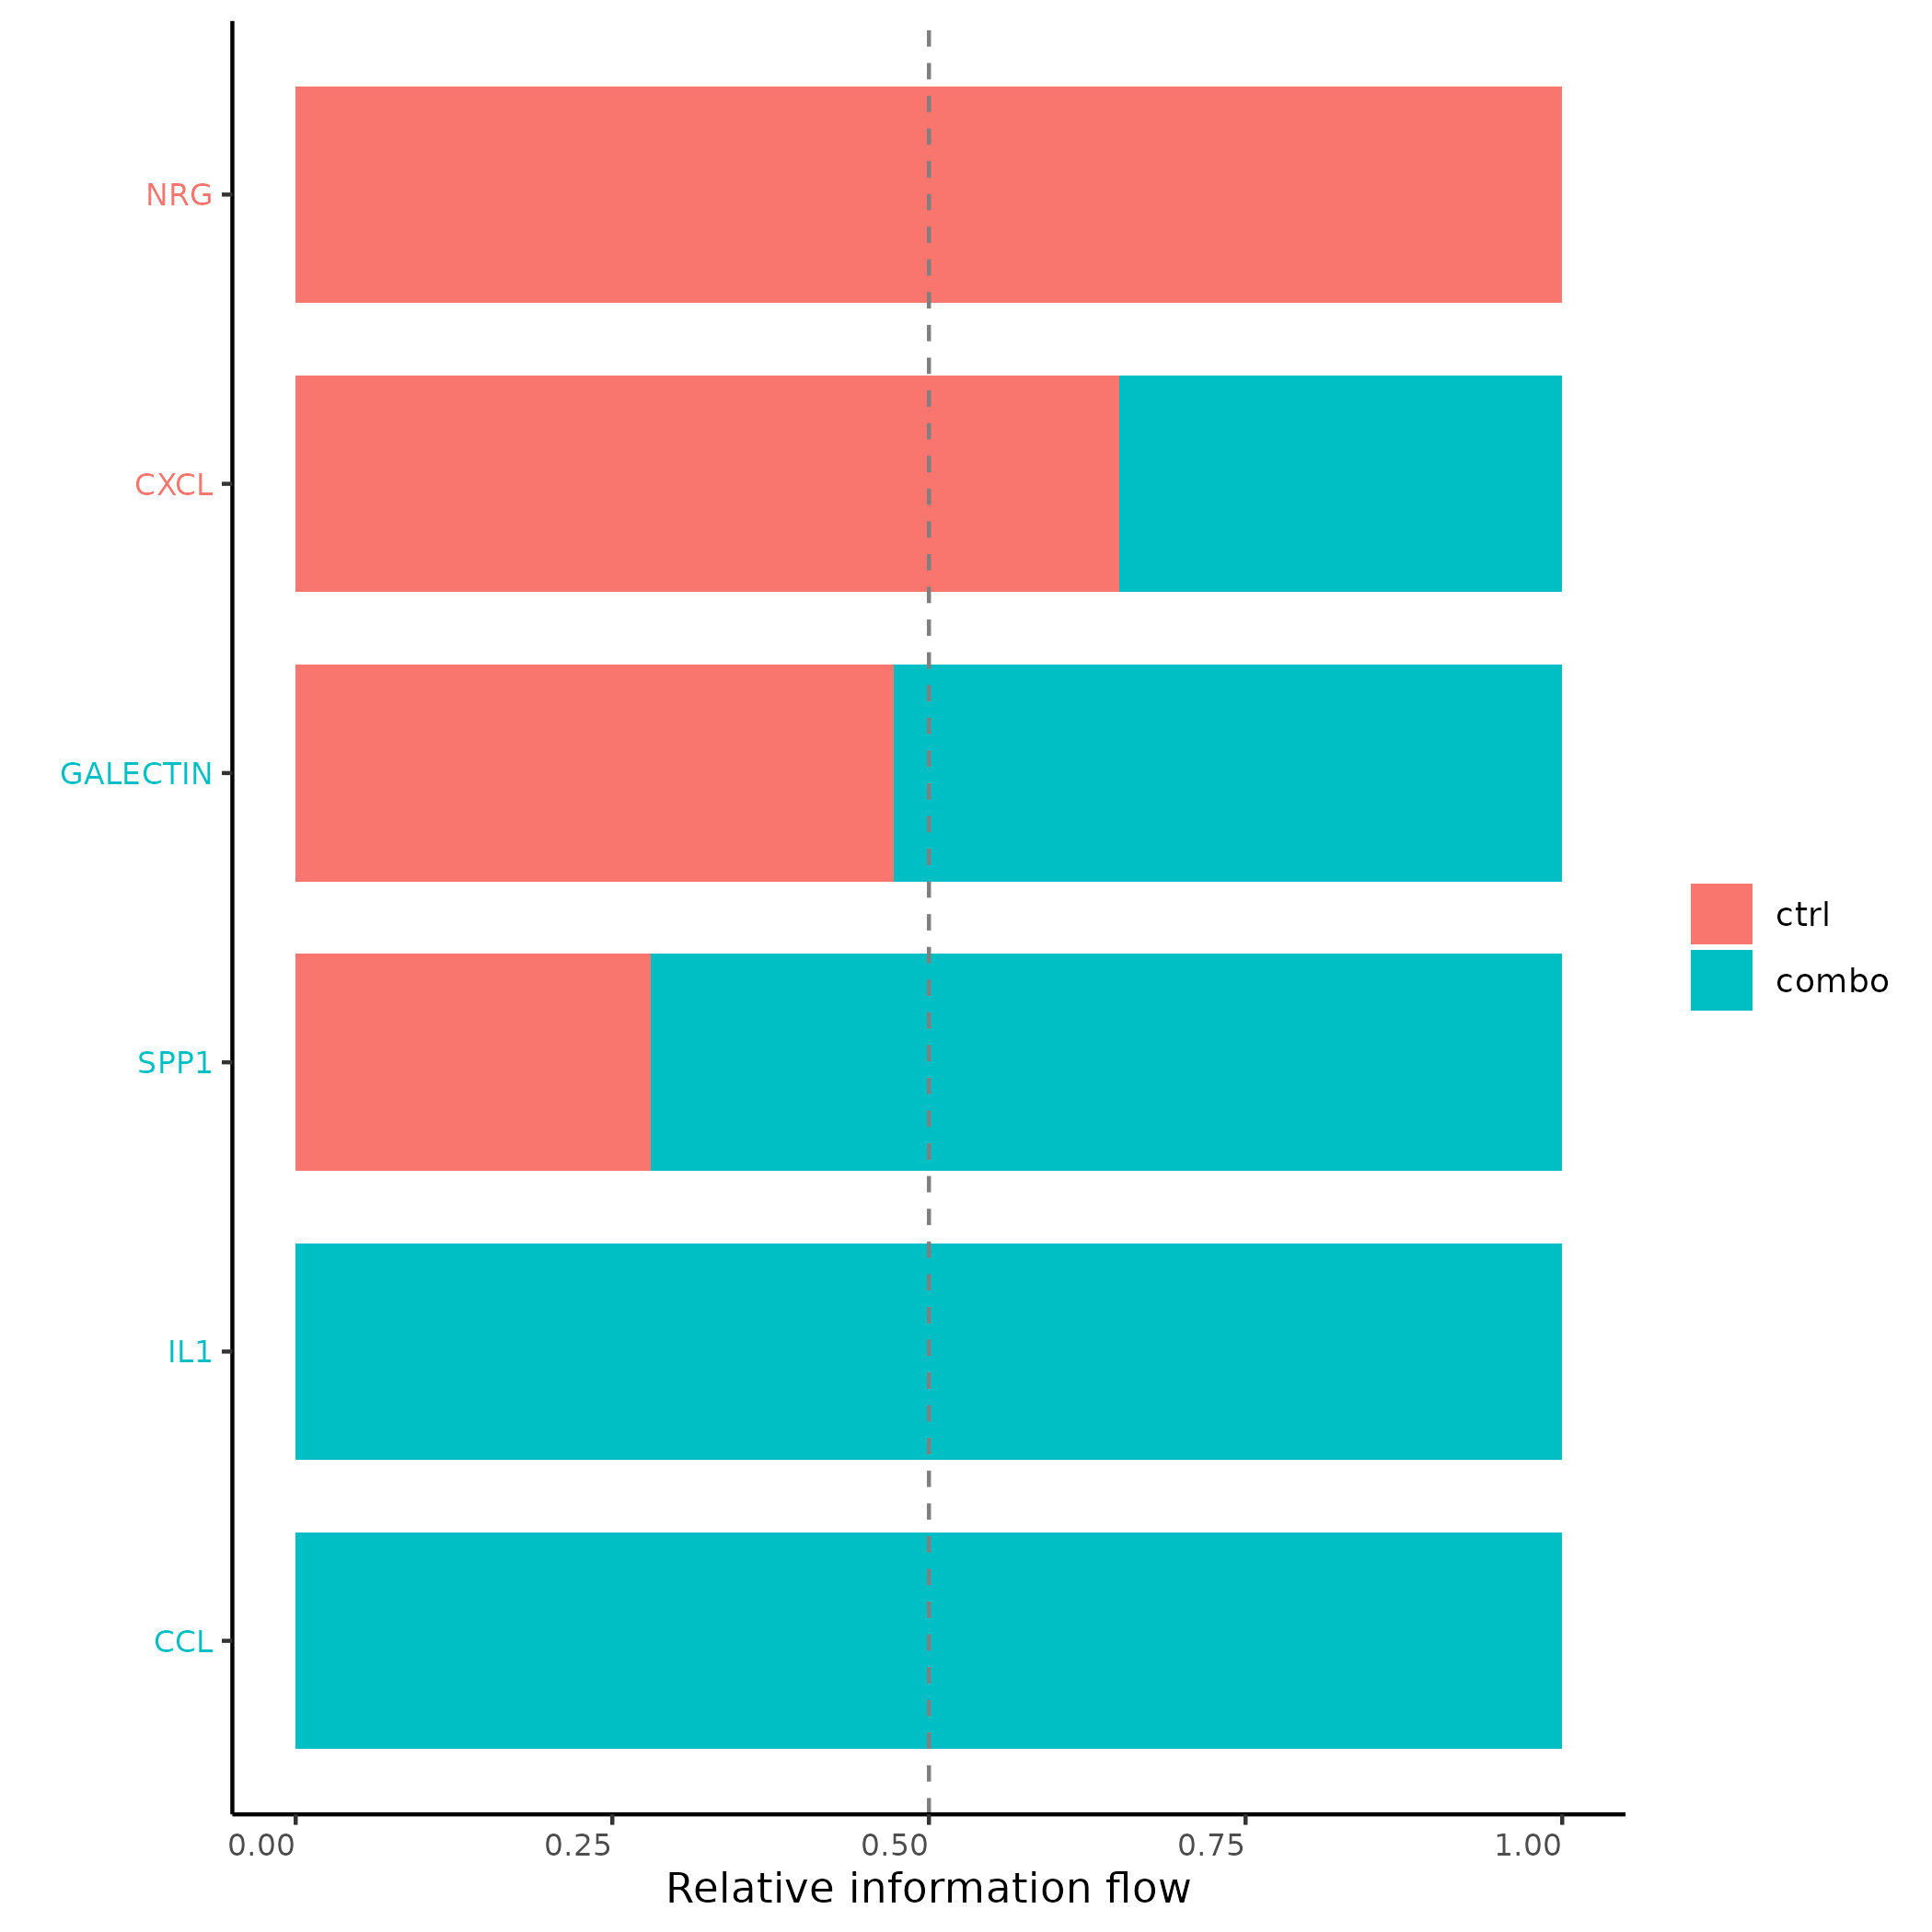 NRG
CXCL
GALECTIN
SPP1
IL1
CCL
ctrl
combo
0.00 0.25 0.50 0.75 1.00
Relative information flow